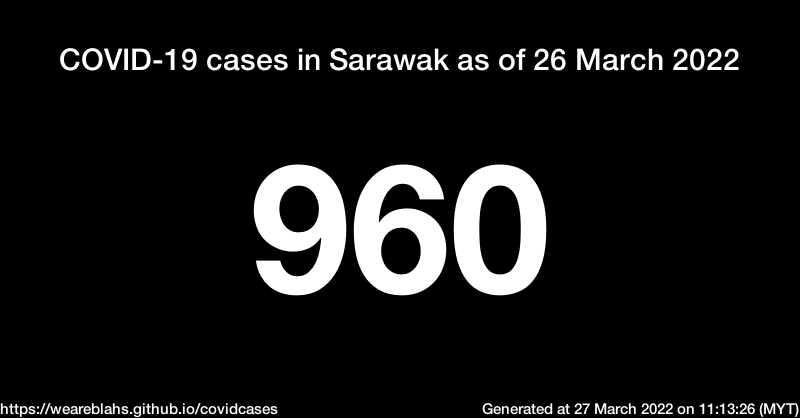 COVID-19 cases in Sarawak as of 26 March 2022
960
https://weareblahs.github.io/covidcases
Generated at 27 March 2022 on 11:13:26 (MYT)